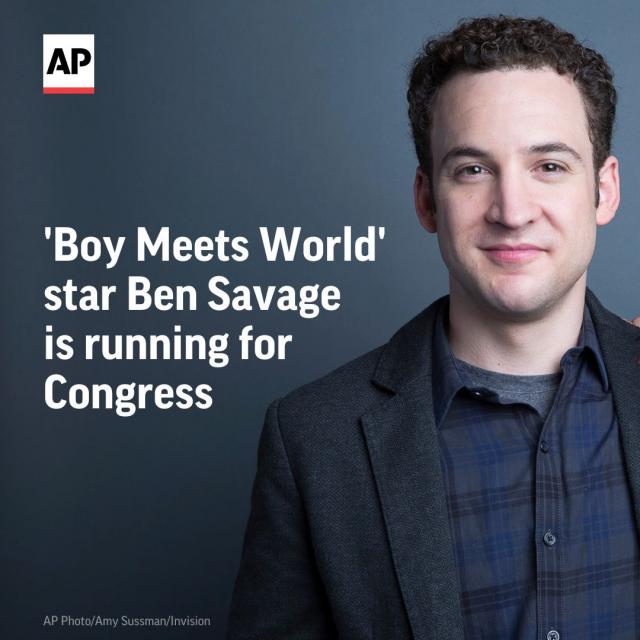 AP
'Boy Meets World'
star Ben Savage
is running for
Congress
AP Photo/Amy Sussman/Invision